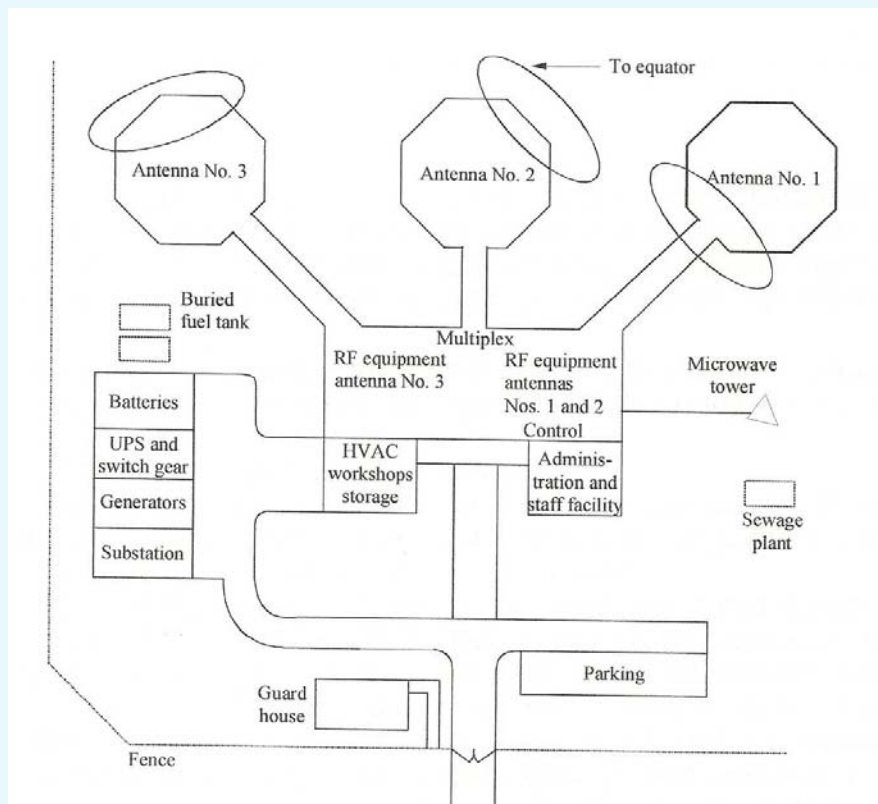 To equator
Antenna No. 3
Antenna No. 2
Antenna No. 1
Buried
fuel tank
Multiplex
RF equipment
antenna No. 3
RF equipment
antennas
Nos. 1 and 2
Microwave
tower
Batteries
Control
UPS and
switch gear
HVAC
workshops
storage
Adminis-
tration and
staff facility
Generators
Sewage
plant
Substation
Parking
Guard
house
Fence